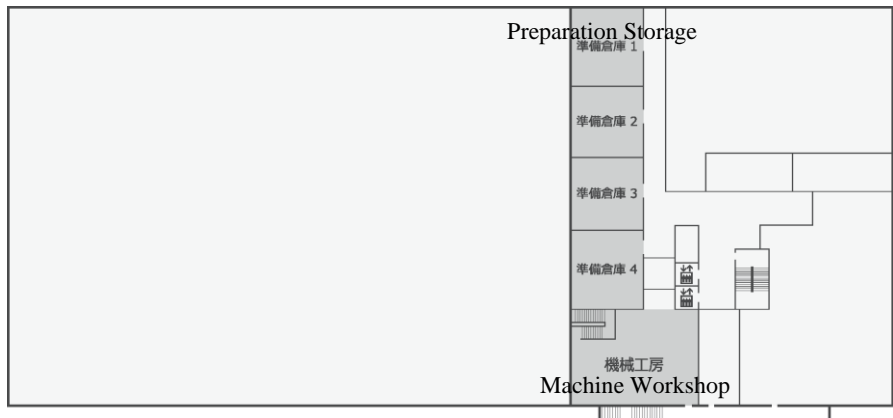 Preparation Storage
準備倉庫 1
準備倉庫 2
準備倉庫 3
準備倉庫 4
機械工房
Machine Workshop